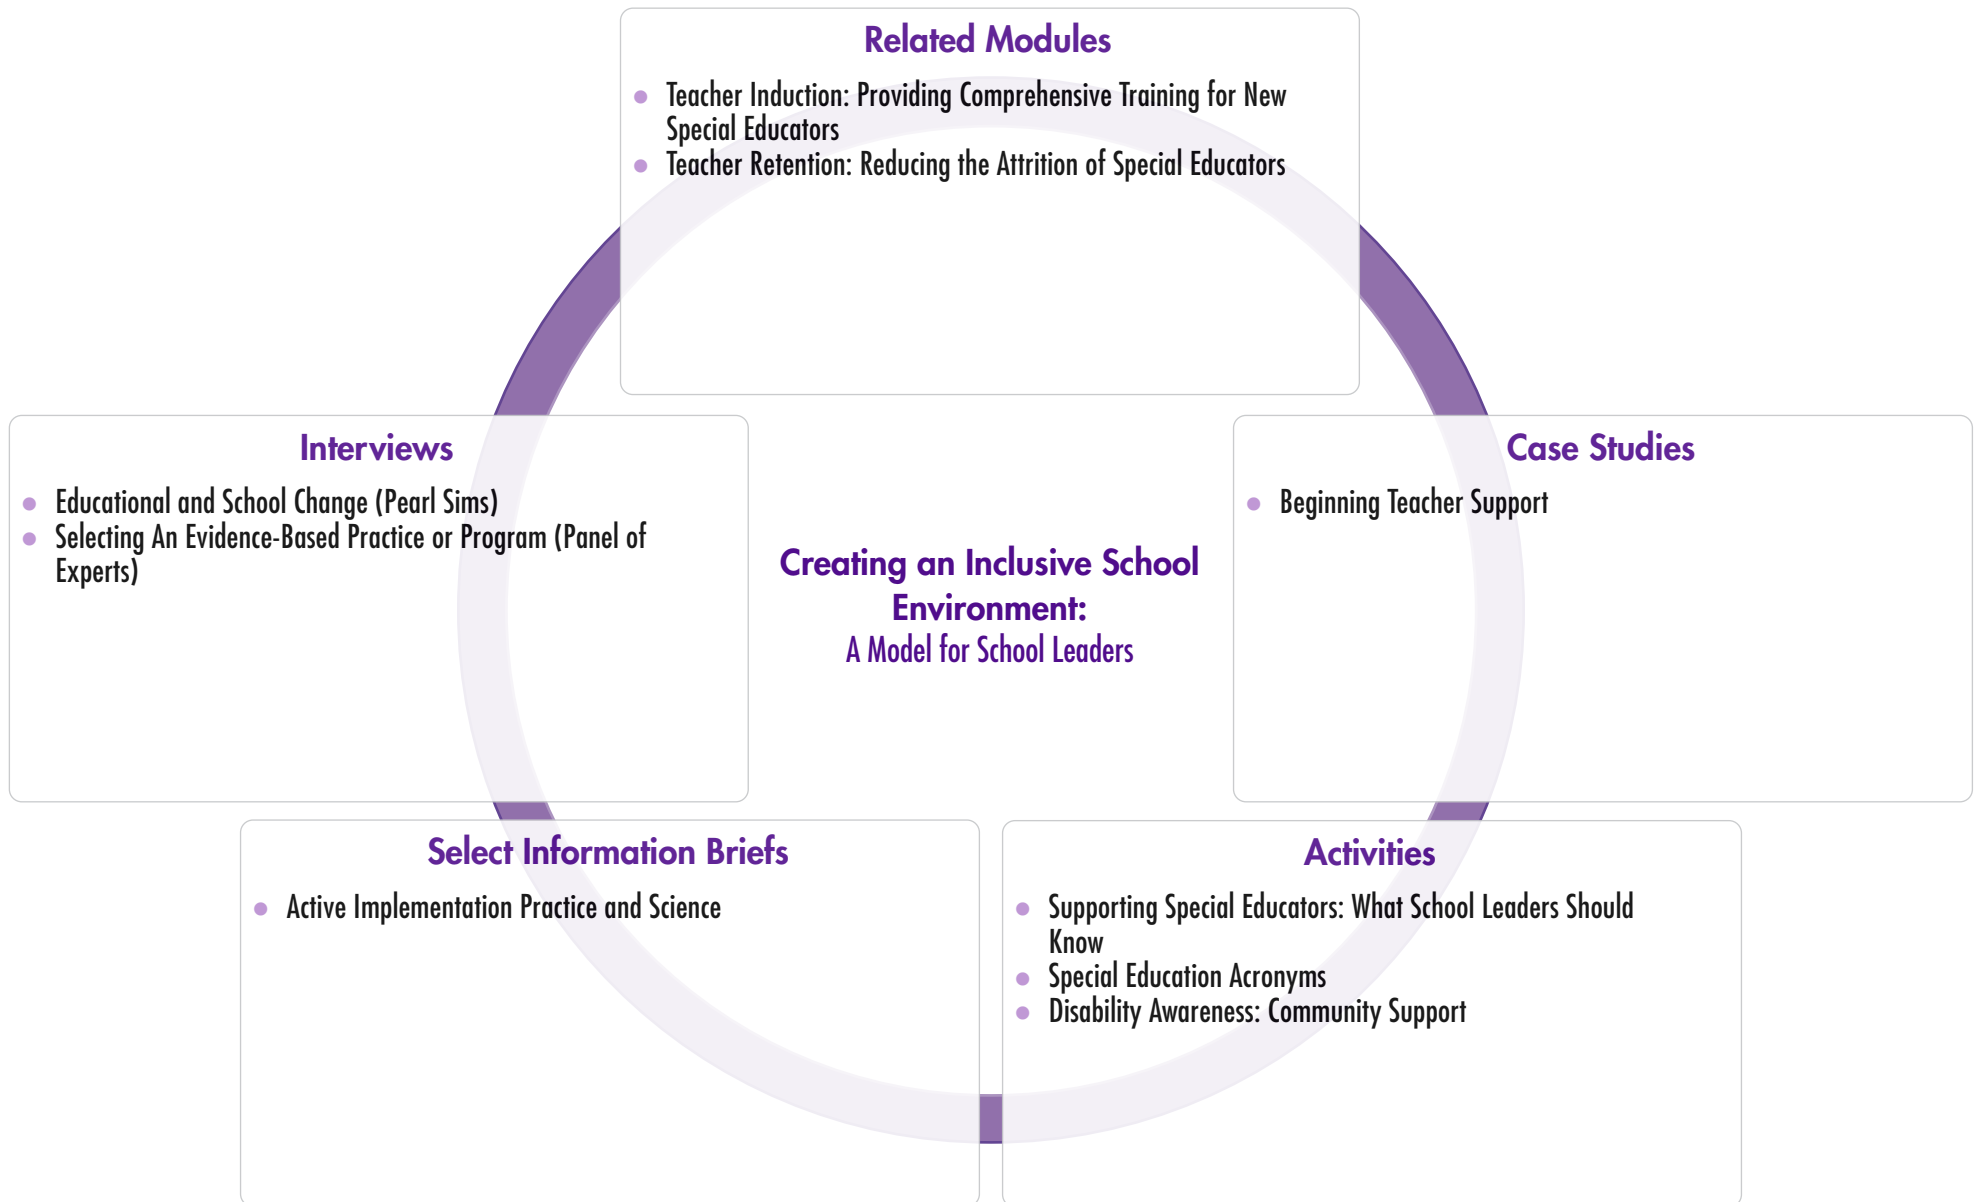 Related Modules
Teacher Induction: Providing Comprehensive Training for New
Special Educators
Teacher Retention: Reducing the Attrition of Special Educators
Interviews
Educational and School Change (Pearl Sims)
Selecting An Evidence-Based Practice or Program (Panel of
Experts)
Creating an Inclusive School
Environment:
A Model for School Leaders
Case Studies
Beginning Teacher Support
Select Information Briefs
Active Implementation Practice and Science
Activities
Supporting Special Educators: What School Leaders Should
Know
Special Education Acronyms
Disability Awareness: Community Support